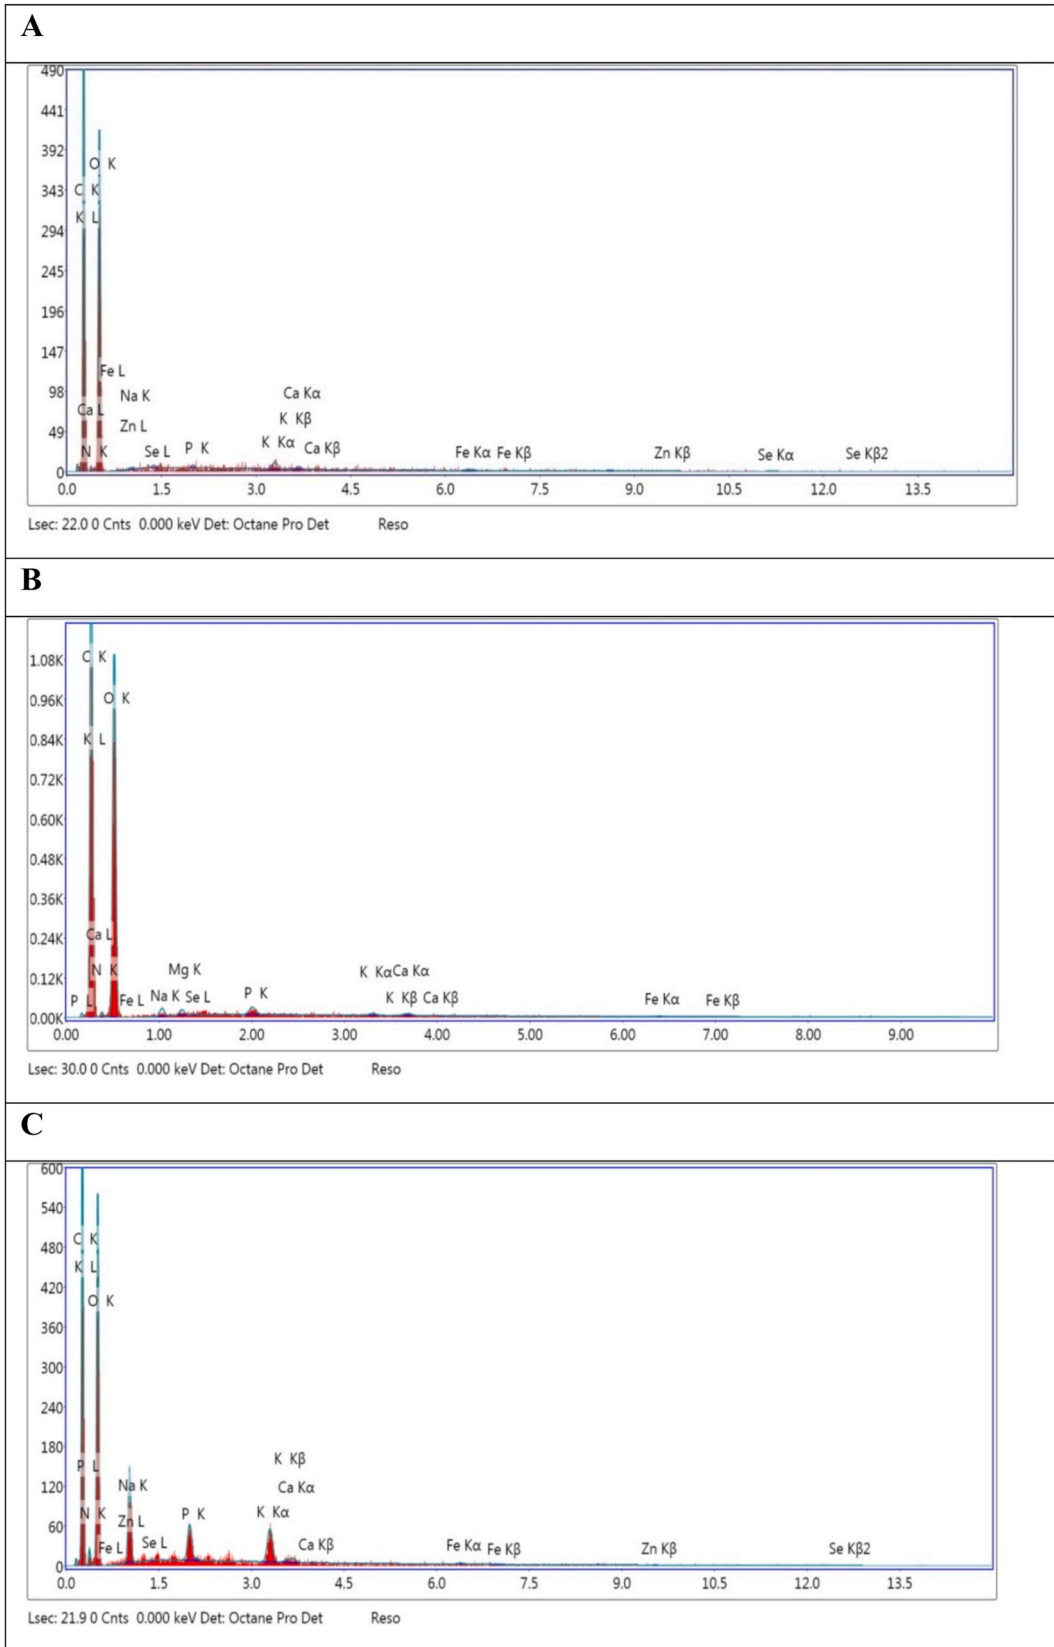 A
490
441
392
O K
343
C K
K L
294
245
196
147
Fe L
98
Na K
Ca Kα
Ca L
K Kβ
Zn L
49
K Kα
N K
Se L
P K
Ca Kβ
Fe Kα Fe Kβ
Zn Kβ
Se Kα
Se Kβ2
0
0.0 1.5 3.0 4.5 6.0 7.5 9.0 10.5 12.0 13.5
Lsec: 22.0 0 Cnts 0.000 keV Det: Octane Pro Det Reso
B
1.08K
C K
0.96K
O K
0.84K
K L
0.72K
0.60K
0.48K
0.36K
0.24K
Ca L
0.12K
N K
Mg K
K Kα Ca Kα
P L
Fe L
Na K Se L
P K
K Kβ Ca Kβ
Fe Kα
Fe Kβ
0.00K
0.00 1.00 2.00 3.00 4.00 5.00 6.00 7.00 8.00 9.00
Lsec: 30.0 0 Cnts 0.000 keV Det: Octane Pro Det Reso
C
600
540
480
C K
K L
420
O K
360
300
240
180
K Kβ
P L
120
Na K
Ca Kα
N K
Zn L
P K
K Kα
60
Fe L
Se L
Ca Kβ
Fe Kα Fe Kβ
Zn Kβ
Se Kβ2
0
0.0 1.5 3.0 4.5 6.0 7.5 9.0 10.5 12.0 13.5
Lsec: 21.9 0 Cnts 0.000 keV Det: Octane Pro Det Reso